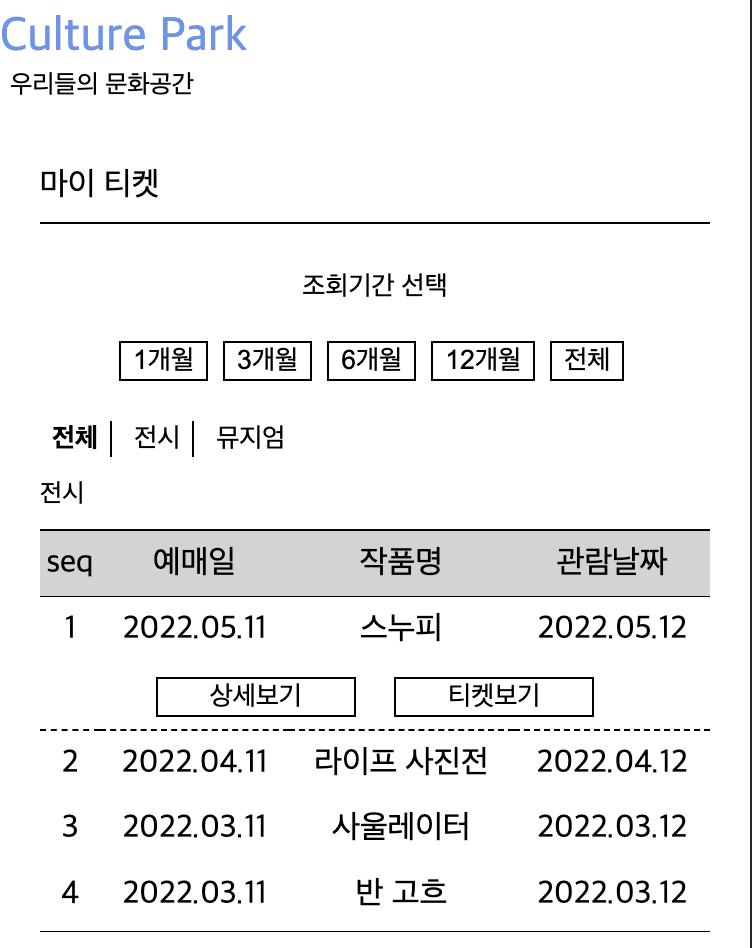 Culture Park
우리들의 문화공간
마이 티켓
조회기간 선택
1개월 3개월 6개월 12개월 전체
전체 전시 뮤지엄
전시
seq 예매일 작품명 관람날짜
1 2022.05.11 스누피 2022.05.12
상세보기 티켓보기
2 2022.04.11 라이프 사진전 2022.04.12
3 2022.03.11 사울레이터 2022.03.12
4 2022.03.11 반 고흐 2022.03.12